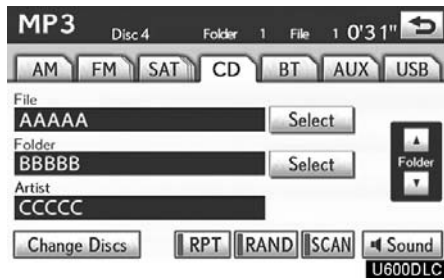 MP3 Disc 4 Folder 1 File 1 0'31"
AM FM SAT CD BT AUX USB
File
AAAAA Select
Folder
BBBBB Select
Folder
Artist
CCCCC
Change Discs RPT RAND SCAN Sound
U600DLC